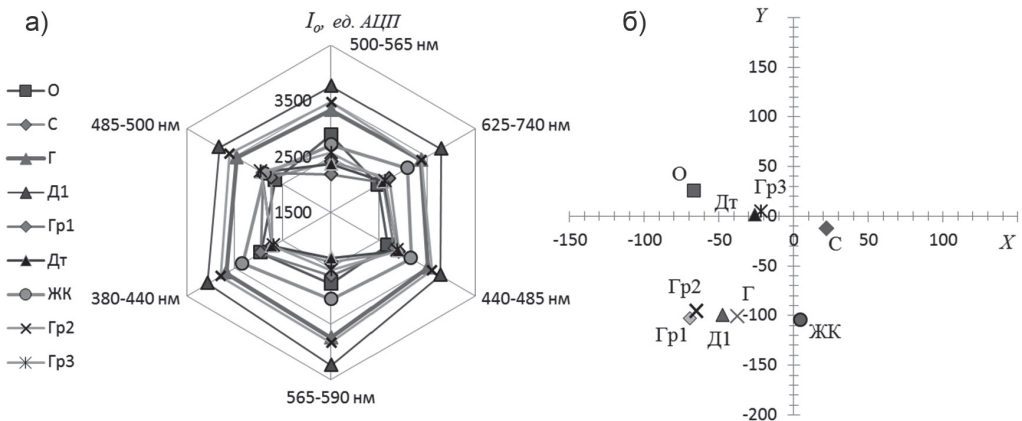 а)
I₀, ед. АЦП
500-565 нм
О
С
Г
Д1
Гр1
Дт
ЖК
Гр2
Гр3
485-500 нм
625-740 нм
3500
2500
1500
380-440 нм
440-485 нм
565-590 нм
б)
Y
150
100
50
0
-50
-100
-150
-200
-150
-100
-50
0
50
100
X
О
Дт
Гр3
С
Гр2
Г
Гр1
Д1
ЖК